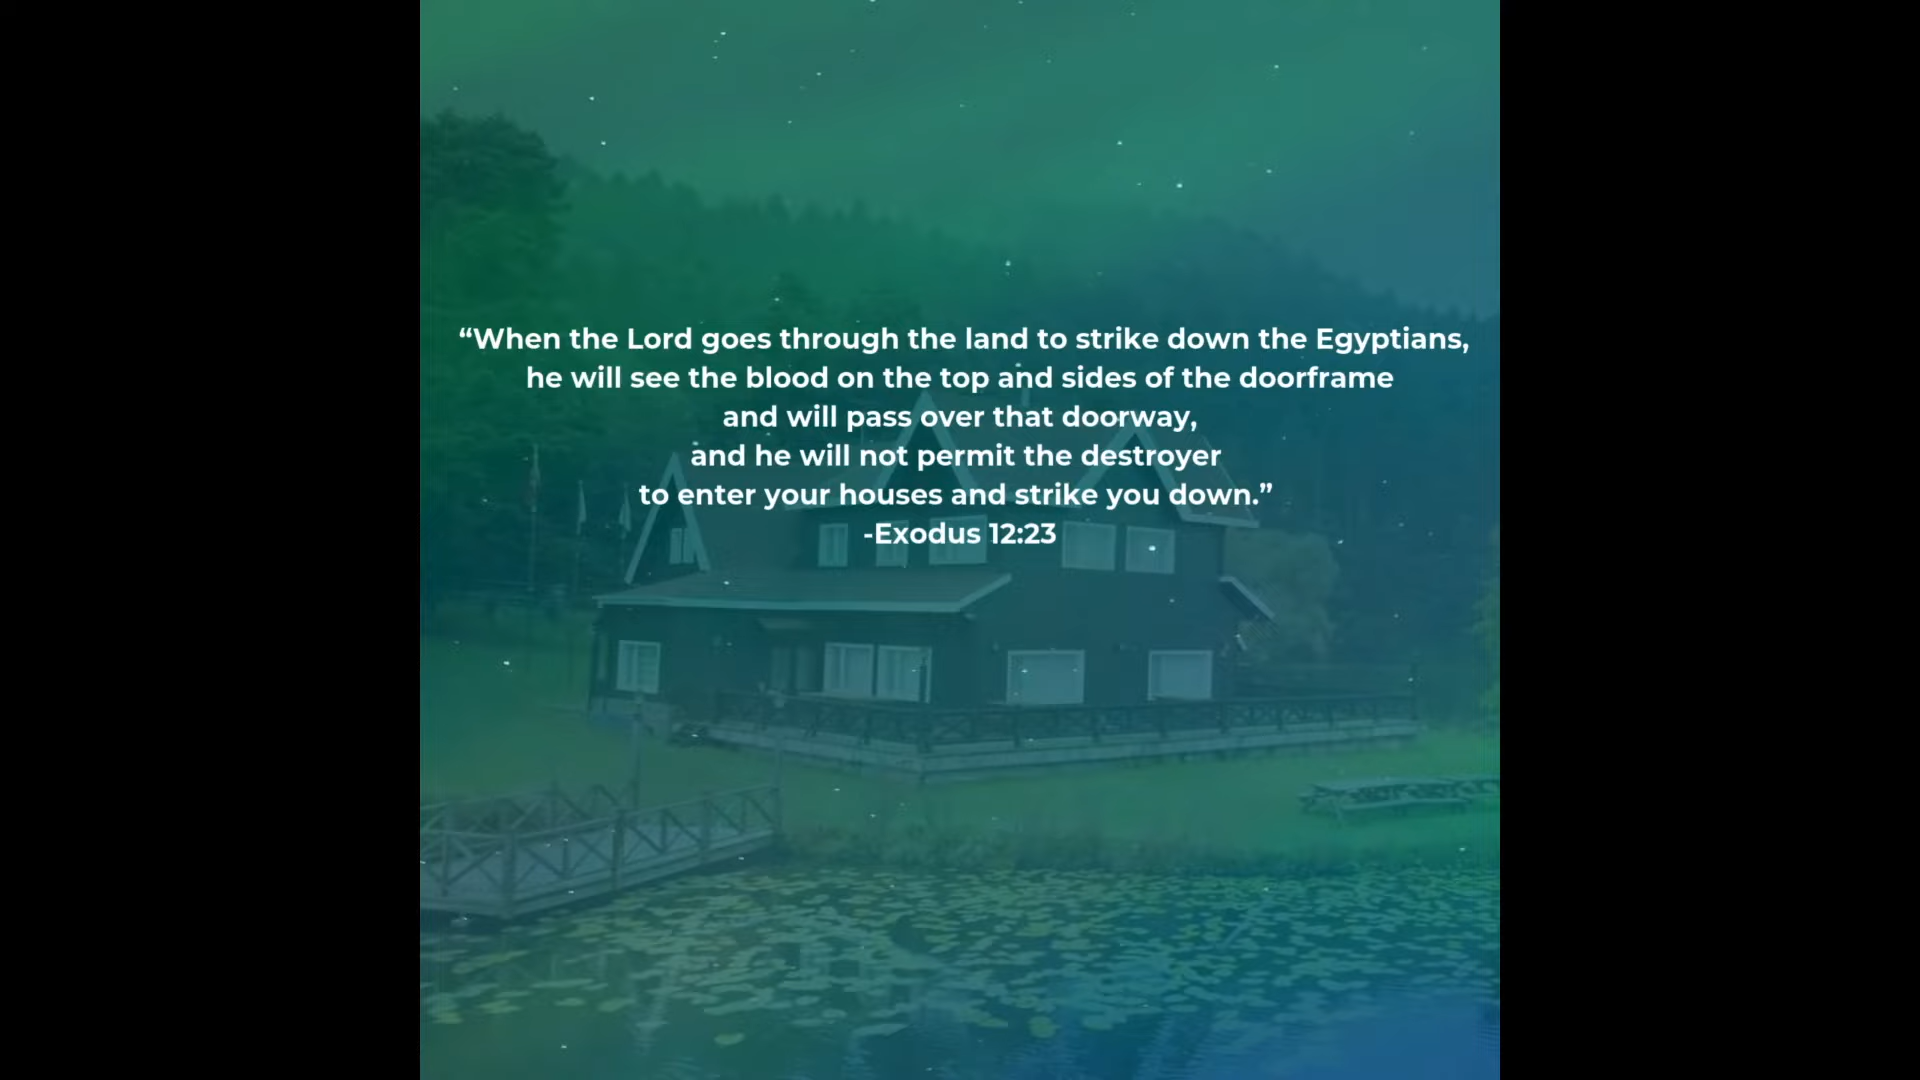 “When the Lord goes through the land to strike down the Egyptians,
he will see the blood on the top and sides of the doorframe
and will pass over that doorway,
and he will not permit the destroyer
to enter your houses and strike you down.”
-Exodus 12:23